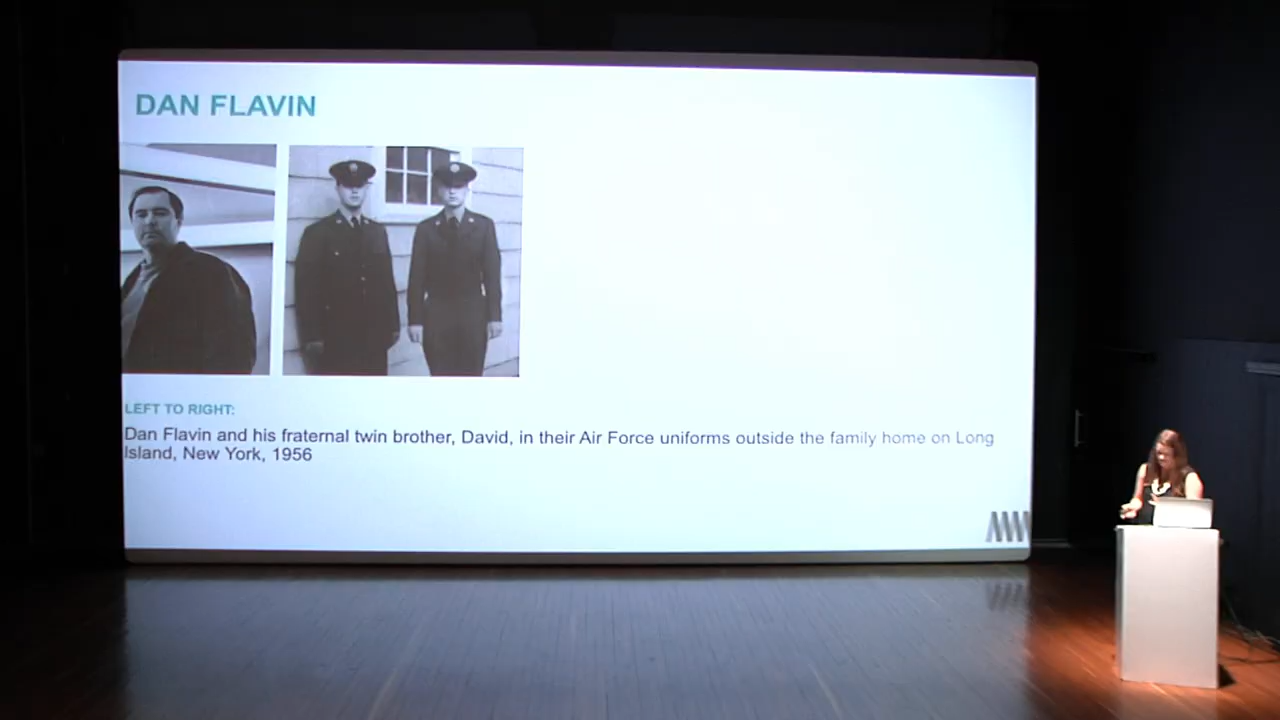 DAN FLAVIN
LEFT TO RIGHT:
Dan Flavin and his fraternal twin brother, David, in their Air Force uniforms outside the family home on Long
Island, New York, 1956